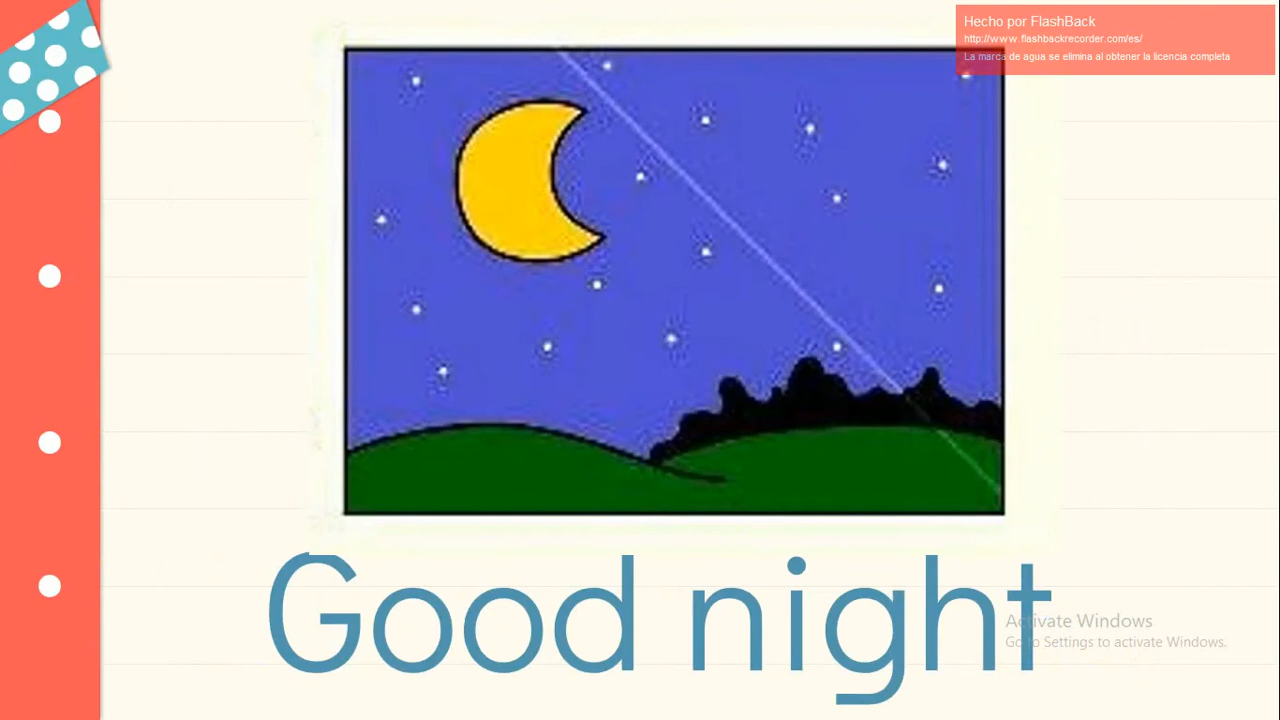 Hecho por FlashBack
http://www.flashbackrecorder.com/es/
La marca de agua se elimina al obtener la licencia completa
Good night
Activate Windows
Go to Settings to activate Windows.